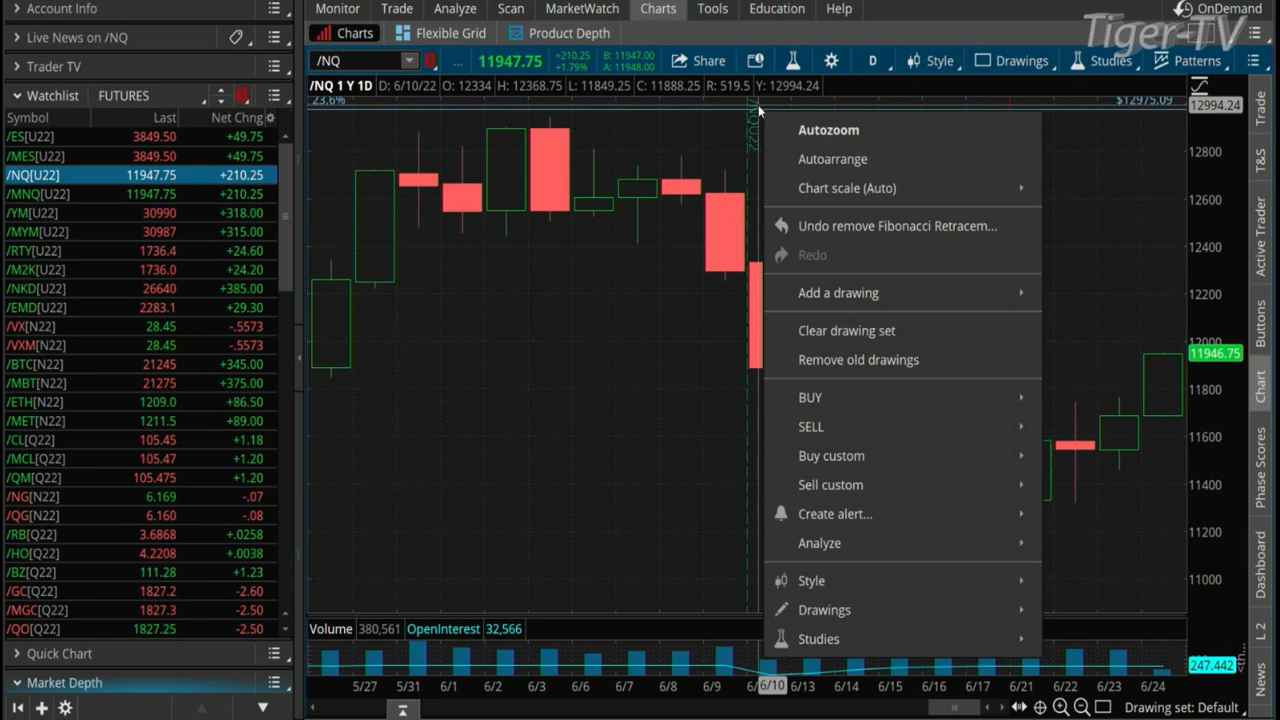 Account Info
Live News on /NQ
Trader TV
Watchlist FUTURES
Symbol Last Net Chng
/ES[U22] 3849.50 +49.75
/MES[U22] 3849.50 +49.75
/NQ[U22] 11947.75 +210.25
/MNQ[U22] 11947.75 +210.25
/YM[U22] 30990 +318.00
/MYM[U22] 30987 +315.00
/RTY[U22] 1736.4 +24.60
/M2K[U22] 1736.0 +24.20
/NKD[U22] 26640 +385.00
/EMD[U22] 2283.1 +29.30
/VX[N22] 28.45 -.5573
/VXM[N22] 28.45 -.5573
/BTC[N22] 21245 +345.00
/MBT[N22] 21275 +375.00
/ETH[N22] 1209.0 +86.50
/MET[N22] 1211.5 +89.00
/CL[Q22] 105.45 +1.18
/MCL[Q22] 105.47 +1.20
/QM[Q22] 105.475 +1.20
/NG[N22] 6.169 -.07
/QG[N22] 6.160 -.08
/RB[Q22] 3.6868 +.0258
/HO[Q22] 4.2208 +.0038
/BZ[Q22] 111.28 +1.23
/GC[Q22] 1827.2 -2.60
/MGC[Q22] 1827.3 -2.50
/QO[Q22] 1827.25 -2.50
Quick Chart
Market Depth
Monitor Trade Analyze Scan MarketWatch Charts Tools Education Help OnDemand
Tiger-TV
Charts Flexible Grid Product Depth
/NQ ... 11947.75 +210.25 +1.79% B: 11947.00 A: 11948.00 Share D Style Drawings Studies Patterns
/NQ 1 Y 1D D: 6/10/22 O: 12334 H: 12368.75 L: 11849.25 C: 11888.25 R: 519.5 Y: 12994.24
23.6% $12975.09
/NQU22
12994.24
12800
12600
12400
12200
12000
11946.75
11800
11600
11400
11200
11000
Autozoom
Autoarrange
Chart scale (Auto)
Undo remove Fibonacci Retracem...
Redo
Add a drawing
Clear drawing set
Remove old drawings
BUY
SELL
Buy custom
Sell custom
Create alert...
Analyze
Style
Drawings
Studies
Volume 380,561 OpenInterest 32,566
247.442
5/27 5/31 6/1 6/2 6/3 6/6 6/7 6/8 6/9 6/10 6/13 6/14 6/15 6/16 6/17 6/21 6/22 6/23 6/24
Drawing set: Default
Trade
T&S
Active Trader
Buttons
Chart
Phase Scores
Dashboard
L 2
News